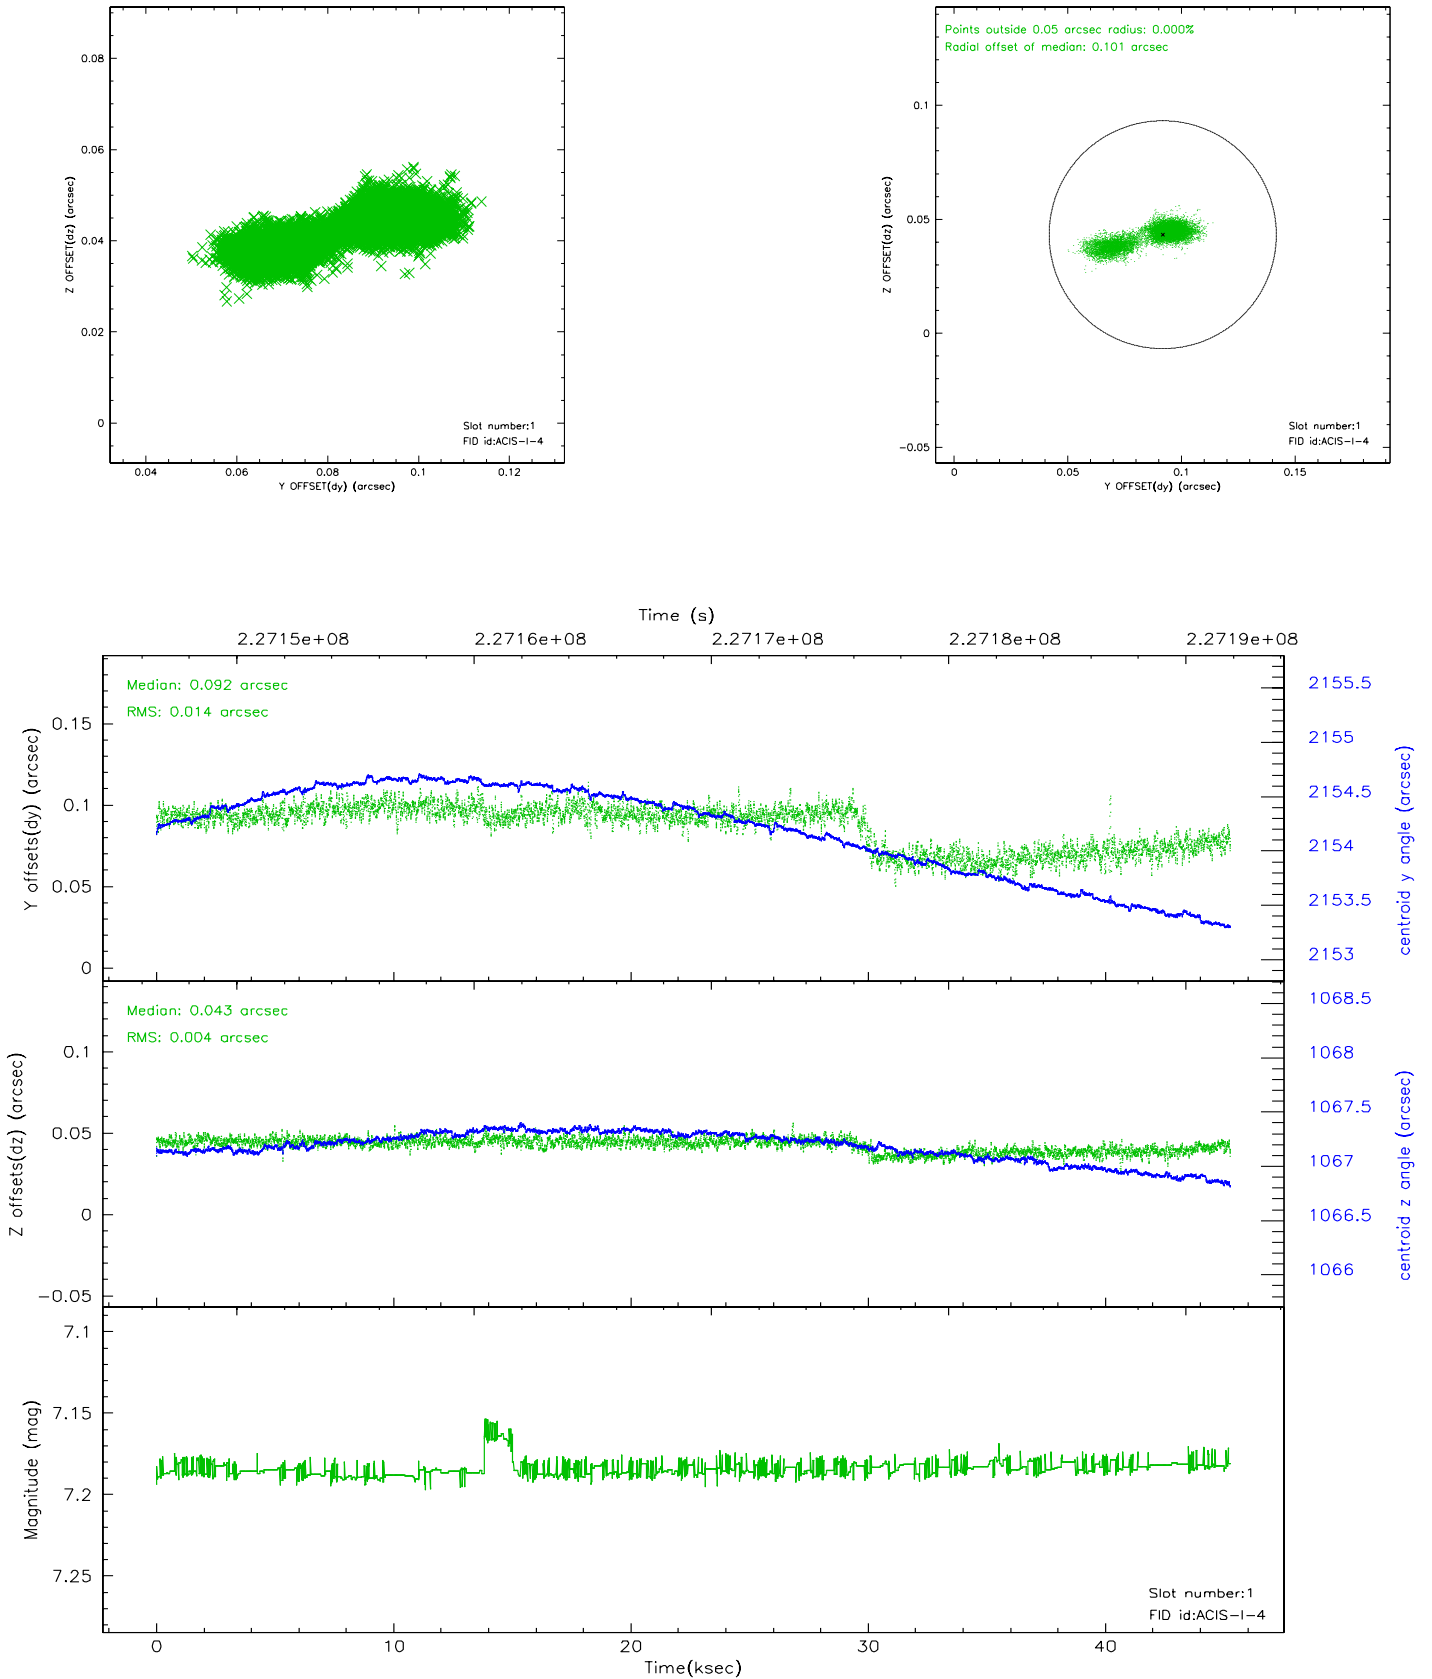 0.08
0.06
0.04
0.02
0
Z OFFSET(dz) (arcsec)
Slot number:1
FID id:ACIS-I-4
0.04 0.06 0.08 0.1 0.12
Y OFFSET(dy) (arcsec)
Points outside 0.05 arcsec radius: 0.000%
Radial offset of median: 0.101 arcsec
0.1
0.05
0
-0.05
Z OFFSET(dz) (arcsec)
Slot number:1
FID id:ACIS-I-4
0 0.05 0.1 0.15
Y OFFSET(dy) (arcsec)
Time (s)
2.2715e+08 2.2716e+08 2.2717e+08 2.2718e+08 2.2719e+08
Median: 0.092 arcsec
RMS: 0.014 arcsec
0.15
0.1
0.05
0
Y offsets(dy) (arcsec)
2155.5
2155
2154.5
2154
2153.5
2153
centroid y angle (arcsec)
Median: 0.043 arcsec
RMS: 0.004 arcsec
0.1
0.05
0
-0.05
Z offsets(dz) (arcsec)
1068.5
1068
1067.5
1067
1066.5
1066
centroid z angle (arcsec)
7.1
7.15
7.2
7.25
Magnitude (mag)
Slot number:1
FID id:ACIS-I-4
0 10 20 30 40
Time(ksec)